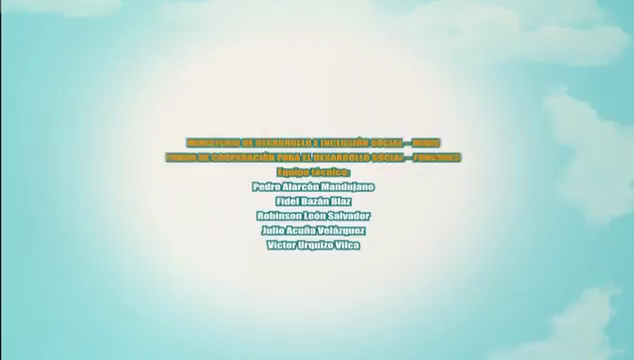 MINISTERIO DE DESARROLLO E INCLUSIÓN SOCIAL – MIDIS
FONDO DE COOPERACIÓN PARA EL DESARROLLO SOCIAL – FONCODES
Equipo técnico:
Pedro Alarcón Mandujano
Fidel Bazán Blaz
Robinson León Salvador
Julio Acuña Velázquez
Víctor Urquizo Vilca